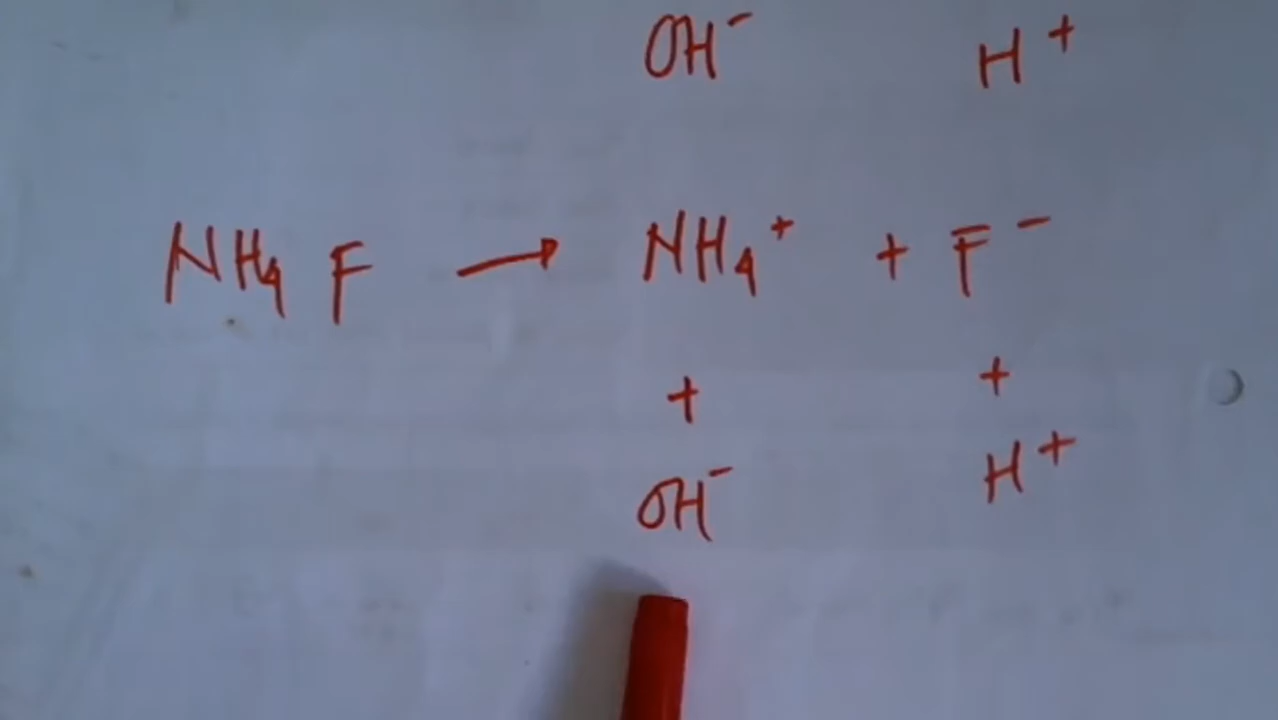 OH⁻ H⁺
NH₄F → NH₄⁺ + F⁻
+ +
OH⁻ H⁺